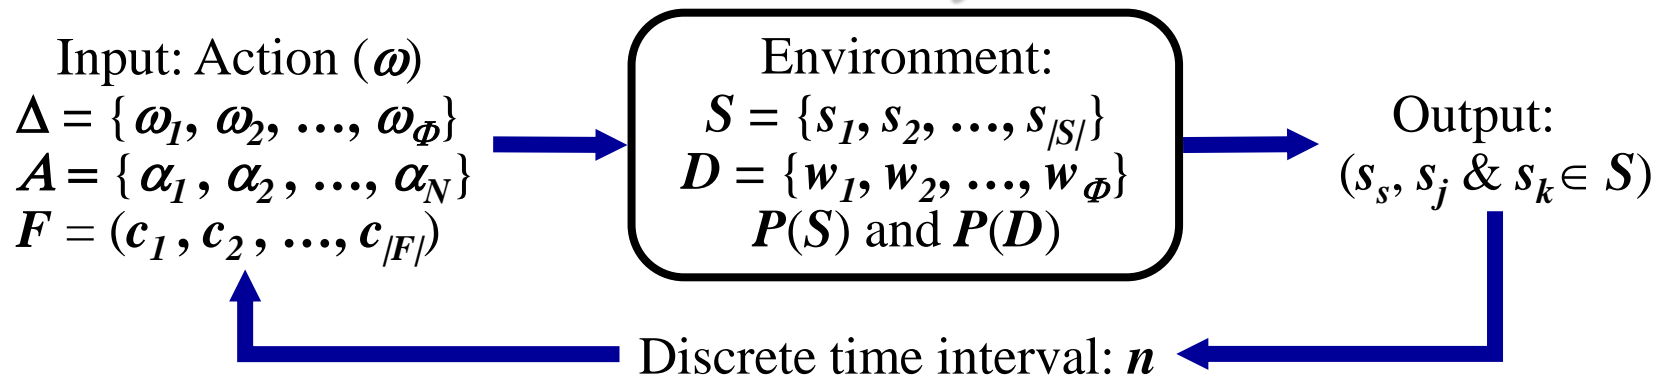 Input: Action (ω)
Δ = {ω1, ω2, …, ωΦ}
A = {α1, α2, …, αN}
F = (c1, c2, …, c|F|)
Environment:
S = {s1, s2, …, s|S|}
D = {w1, w2, …, wΦ}
P(S) and P(D)
Output:
(ss, sj & sk∈ S)
Discrete time interval: n